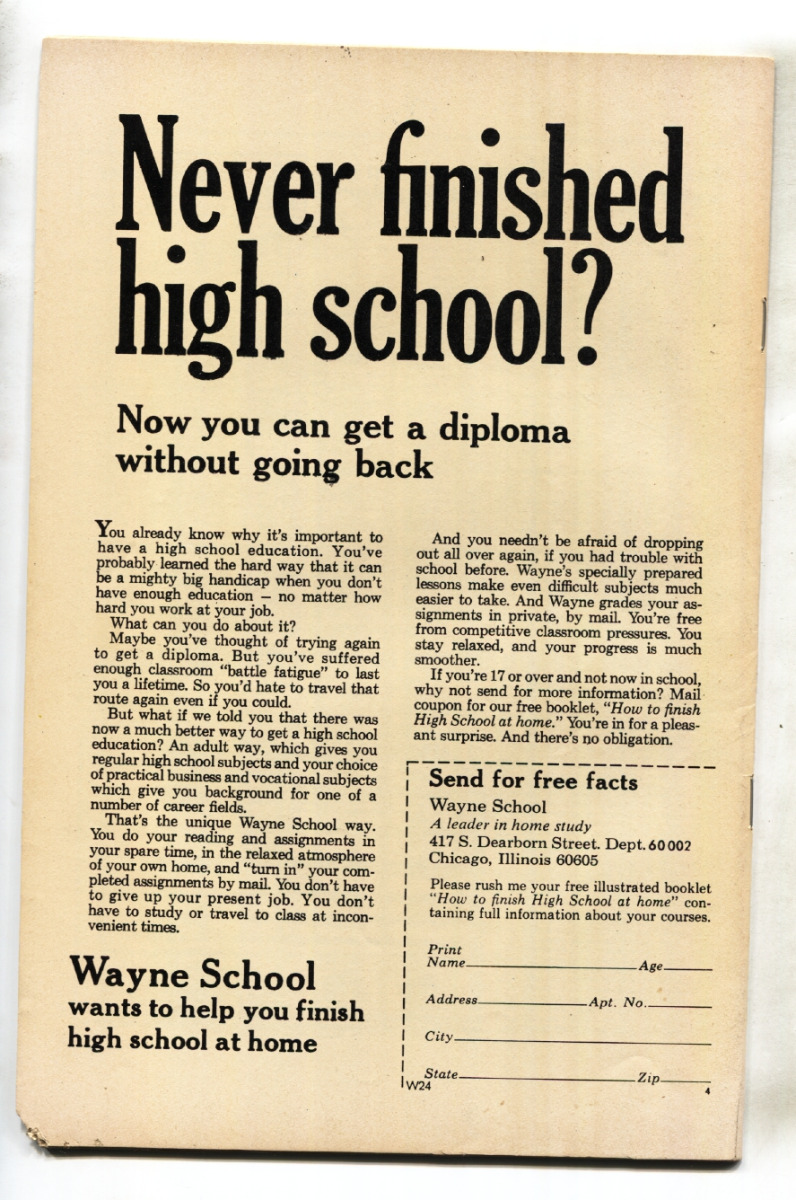 Never finished
high school?
Now you can get a diploma
without going back
You already know why it's important to
have a high school education. You've
probably learned the hard way that it can
be a mighty big handicap when you don't
have enough education – no matter how
hard you work at your job.
What can you do about it?
Maybe you've thought of trying again
to get a diploma. But you've suffered
enough classroom "battle fatigue" to last
you a lifetime. So you'd hate to travel that
route again even if you could.
But what if we told you that there was
now a much better way to get a high school
education? An adult way, which gives you
regular high school subjects and your choice
of practical business and vocational subjects
which give you background for one of a
number of career fields.
That's the unique Wayne School way.
You do your reading and assignments in
your spare time, in the relaxed atmosphere
of your own home, and "turn in" your com-
pleted assignments by mail. You don't have
to give up your present job. You don't
have to study or travel to class at incon-
venient times.
Wayne School
wants to help you finish
high school at home
And you needn't be afraid of dropping
out all over again, if you had trouble with
school before. Wayne's specially prepared
lessons make even difficult subjects much
easier to take. And Wayne grades your as-
signments in private, by mail. You're free
from competitive classroom pressures. You
stay relaxed, and your progress is much
smoother.
If you're 17 or over and not now in school,
why not send for more information? Mail
coupon for our free booklet, "How to finish
High School at home." You're in for a pleas-
ant surprise. And there's no obligation.
Send for free facts
Wayne School
A leader in home study
417 S. Dearborn Street. Dept. 60002
Chicago, Illinois 60605
Please rush me your free illustrated booklet
"How to finish High School at home" con-
taining full information about your courses.
Print
Name Age
Address Apt. No.
City
State Zip
W24 4